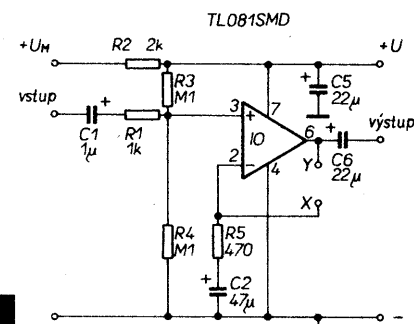 TL081SMD
+UM R2 2k +U
R3
M1
C5
22µ
vstup
C1
1µ
R1
1k
3 + 7
IO
2 − 4
6
výstup
C6
22µ
Y
X
R4
M1
R5
470
C2
47µ
−